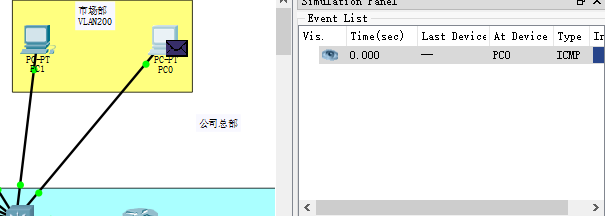 市场部
VLAN200
PC-PT
PC1
PC-PT
PC0
公司总部
Simulation Panel
Event List
Vis. Time(sec) Last Device At Device Type
0.000 -- PC0 ICMP